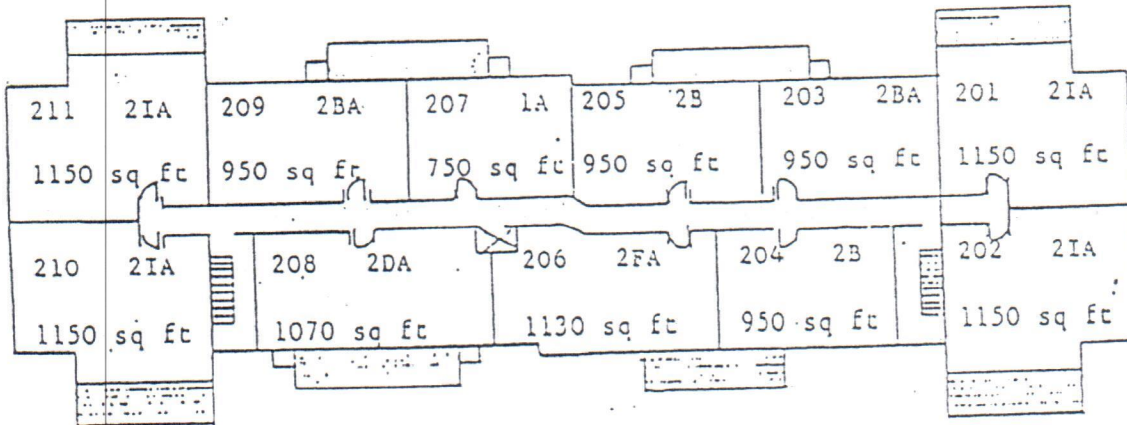 211 2IA 209 2BA 207 1A 205 2B 203 2BA 201 2IA
1150 sq ft 950 sq ft 750 sq ft 950 sq ft 950 sq ft 1150 sq ft
210 2IA 208 2DA 206 2FA 204 2B 202 2IA
1150 sq ft 1070 sq ft 1130 sq ft 950 sq ft 1150 sq ft